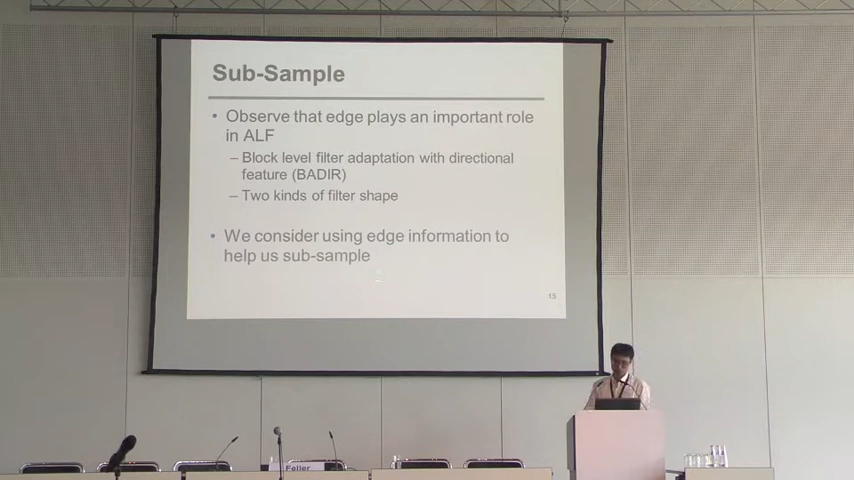 Sub-Sample
• Observe that edge plays an important role
in ALF
– Block level filter adaptation with directional
feature (BADIR)
– Two kinds of filter shape
• We consider using edge information to
help us sub-sample
15
Feller